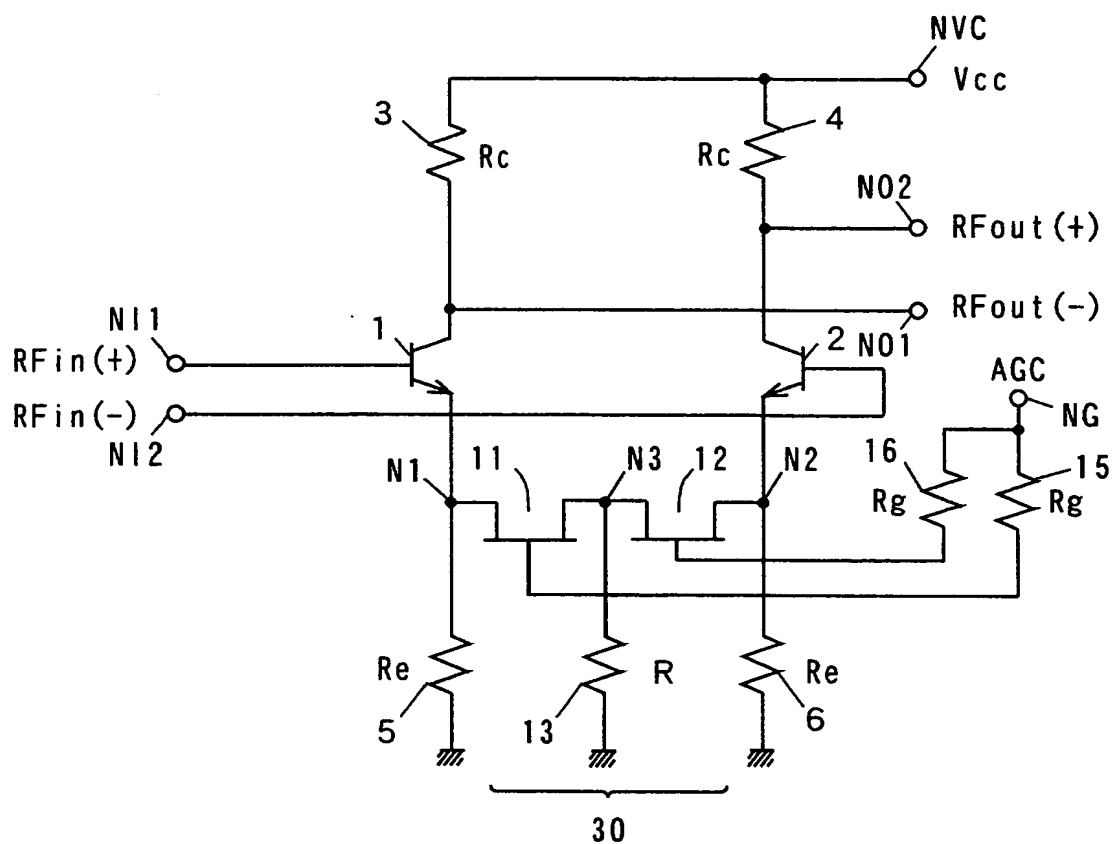 NVC
Vcc
3
Rc
4
Rc
NO2
RFout(+)
RFout(-)
NO1
NI1
RFin(+)
1
2
RFin(-)
NI2
AGC
NG
N1
11
N3
12
N2
16
Rg
15
Rg
Re
5
13
R
Re
6
30